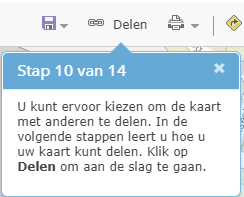 Delen
Stap 10 van 14
U kunt ervoor kiezen om de kaart
met anderen te delen. In de
volgende stappen leert u hoe u
uw kaart kunt delen. Klik op
Delen om aan de slag te gaan.